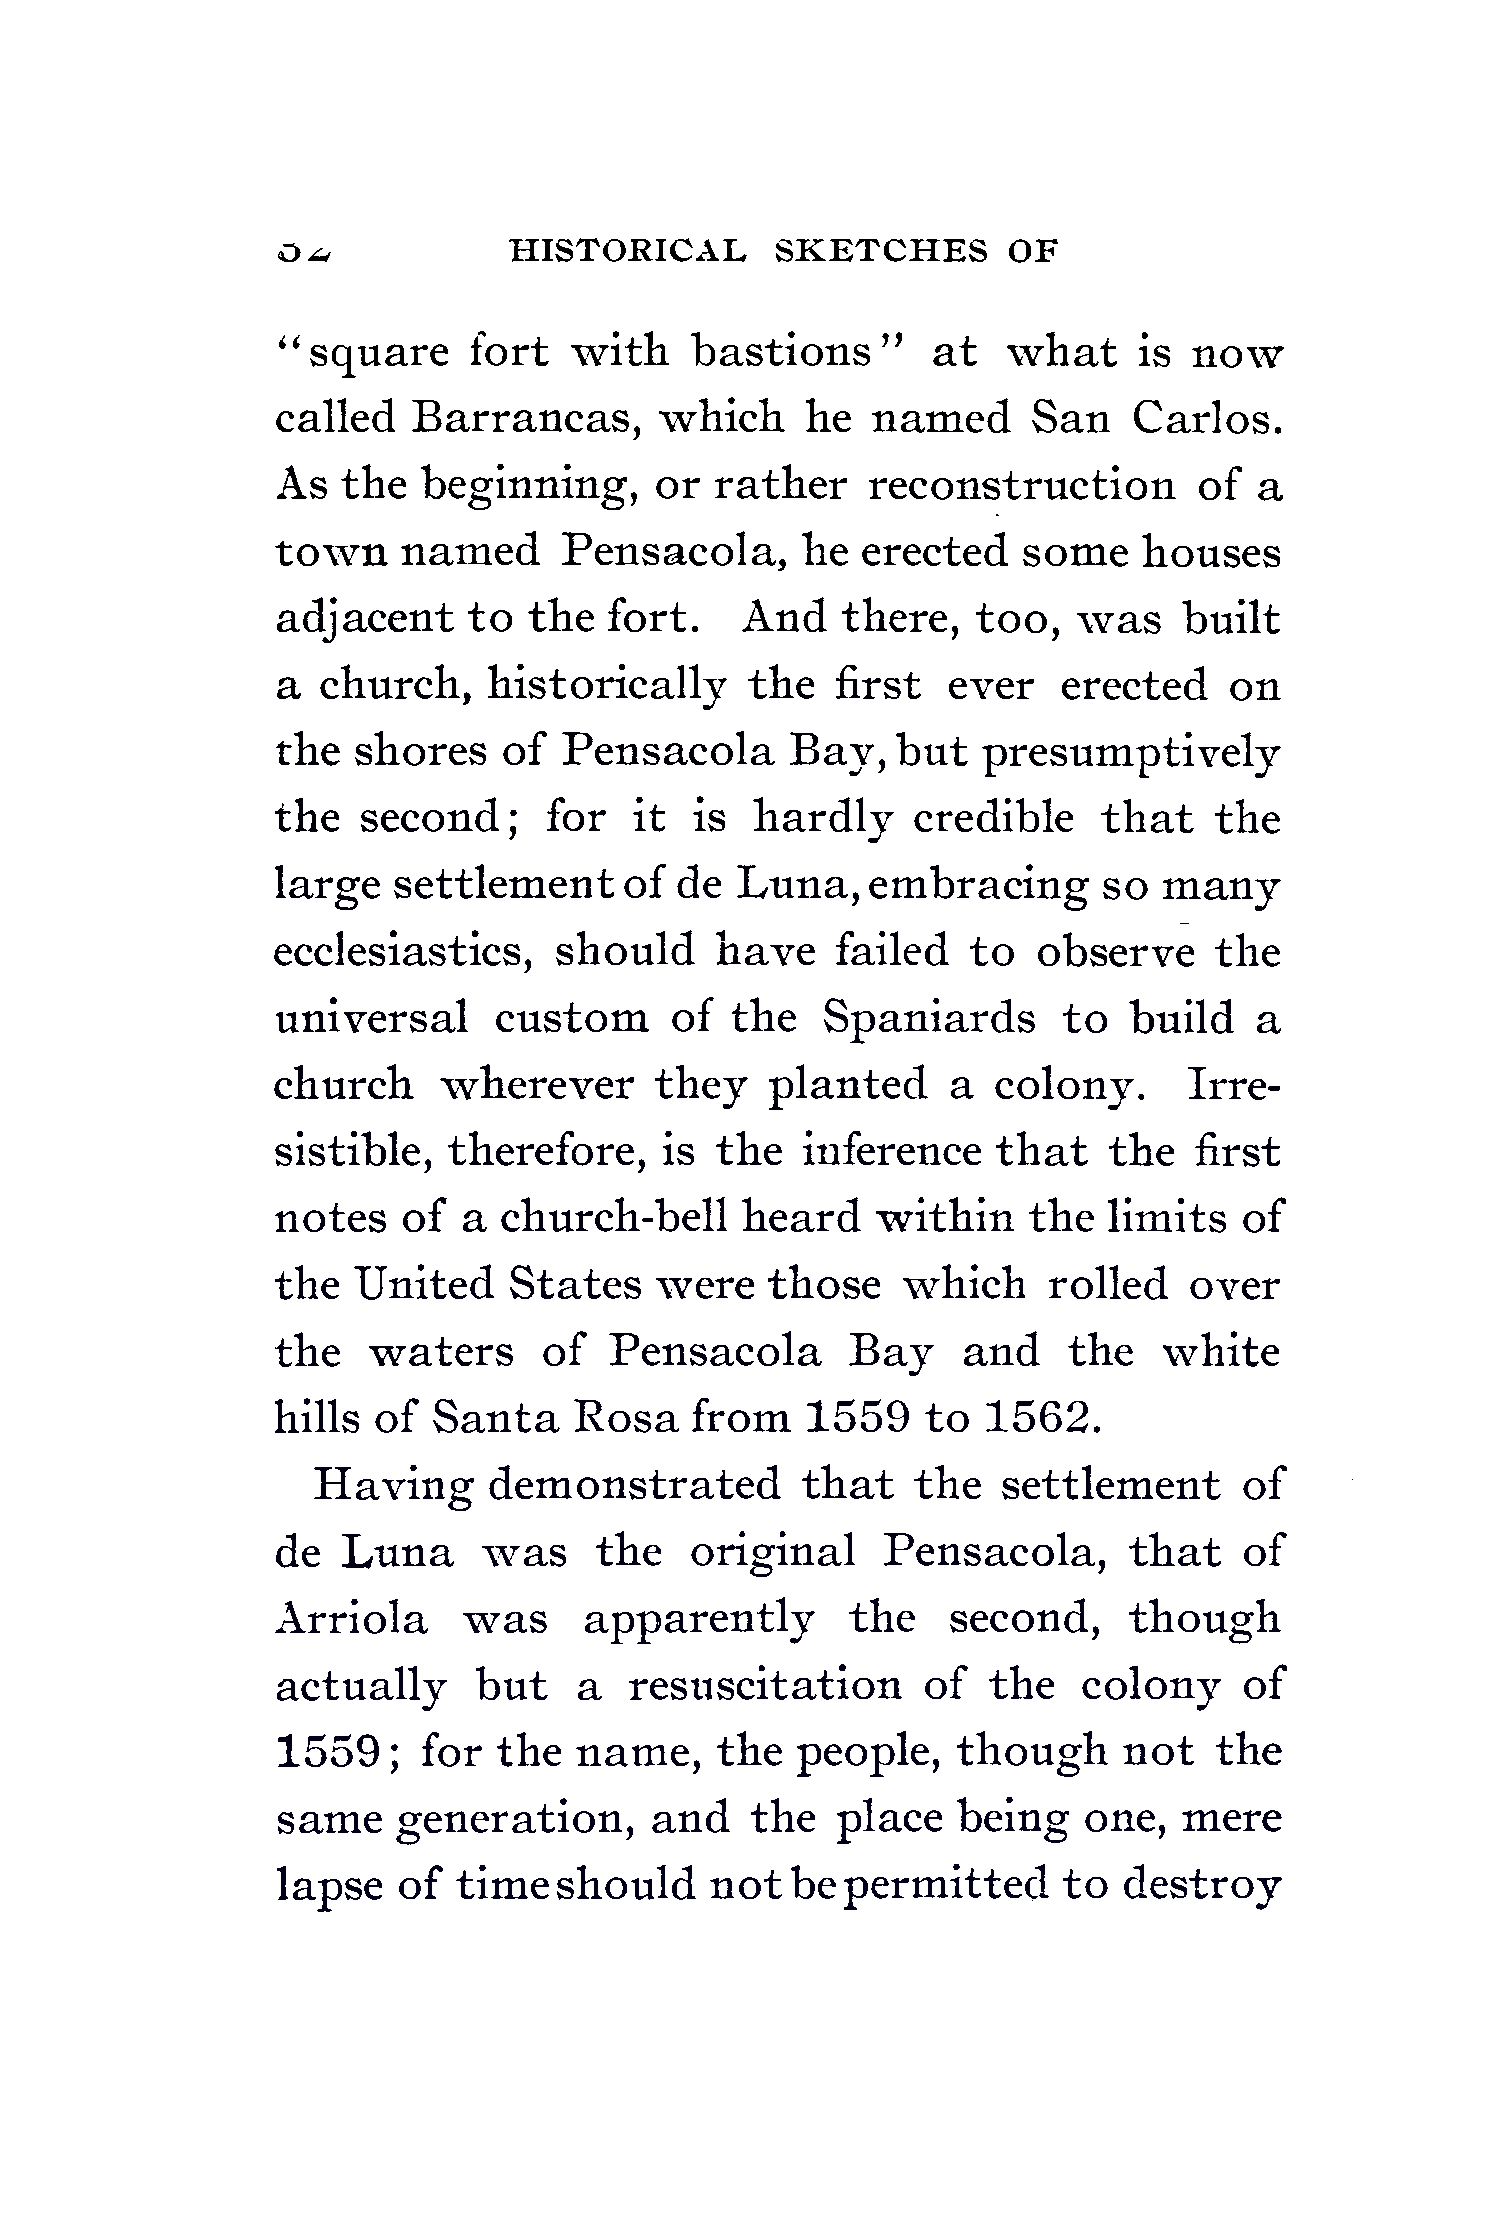 HISTORICAL SKETCHES OF
"square fort with bastions" at what is now
called Barrancas, which he named San Carlos.
As the beginning, or rather reconstruction of a
town named Pensacola, he erected some houses
adjacent to the fort. And there, too, was built
a church, historically the first ever erected on
the shores of Pensacola Bay, but presumptively
the second; for it is hardly credible that the
large settlement of de Luna, embracing so many
ecclesiastics, should have failed to observe the
universal custom of the Spaniards to build a
church wherever they planted a colony. Irre-
sistible, therefore, is the inference that the first
notes of a church-bell heard within the limits of
the United States were those which rolled over
the waters of Pensacola Bay and the white
hills of Santa Rosa from 1559 to 1562.
Having demonstrated that the settlement of
de Luna was the original Pensacola, that of
Arriola was apparently the second, though
actually but a resuscitation of the colony of
1559; for the name, the people, though not the
same generation, and the place being one, mere
lapse of time should not be permitted to destroy